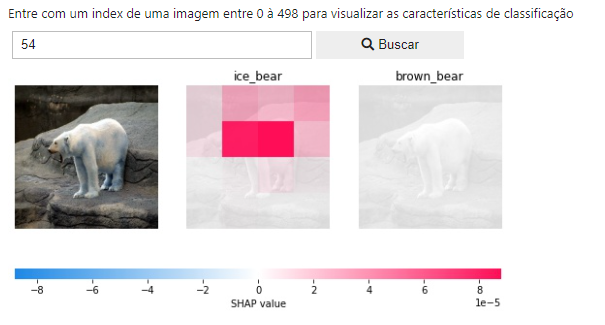 Entre com um index de uma imagem entre 0 à 498 para visualizar as características de classificação
54
Buscar
ice_bear brown_bear
−8 −6 −4 −2 0 2 4 6 8
SHAP value 1e−5